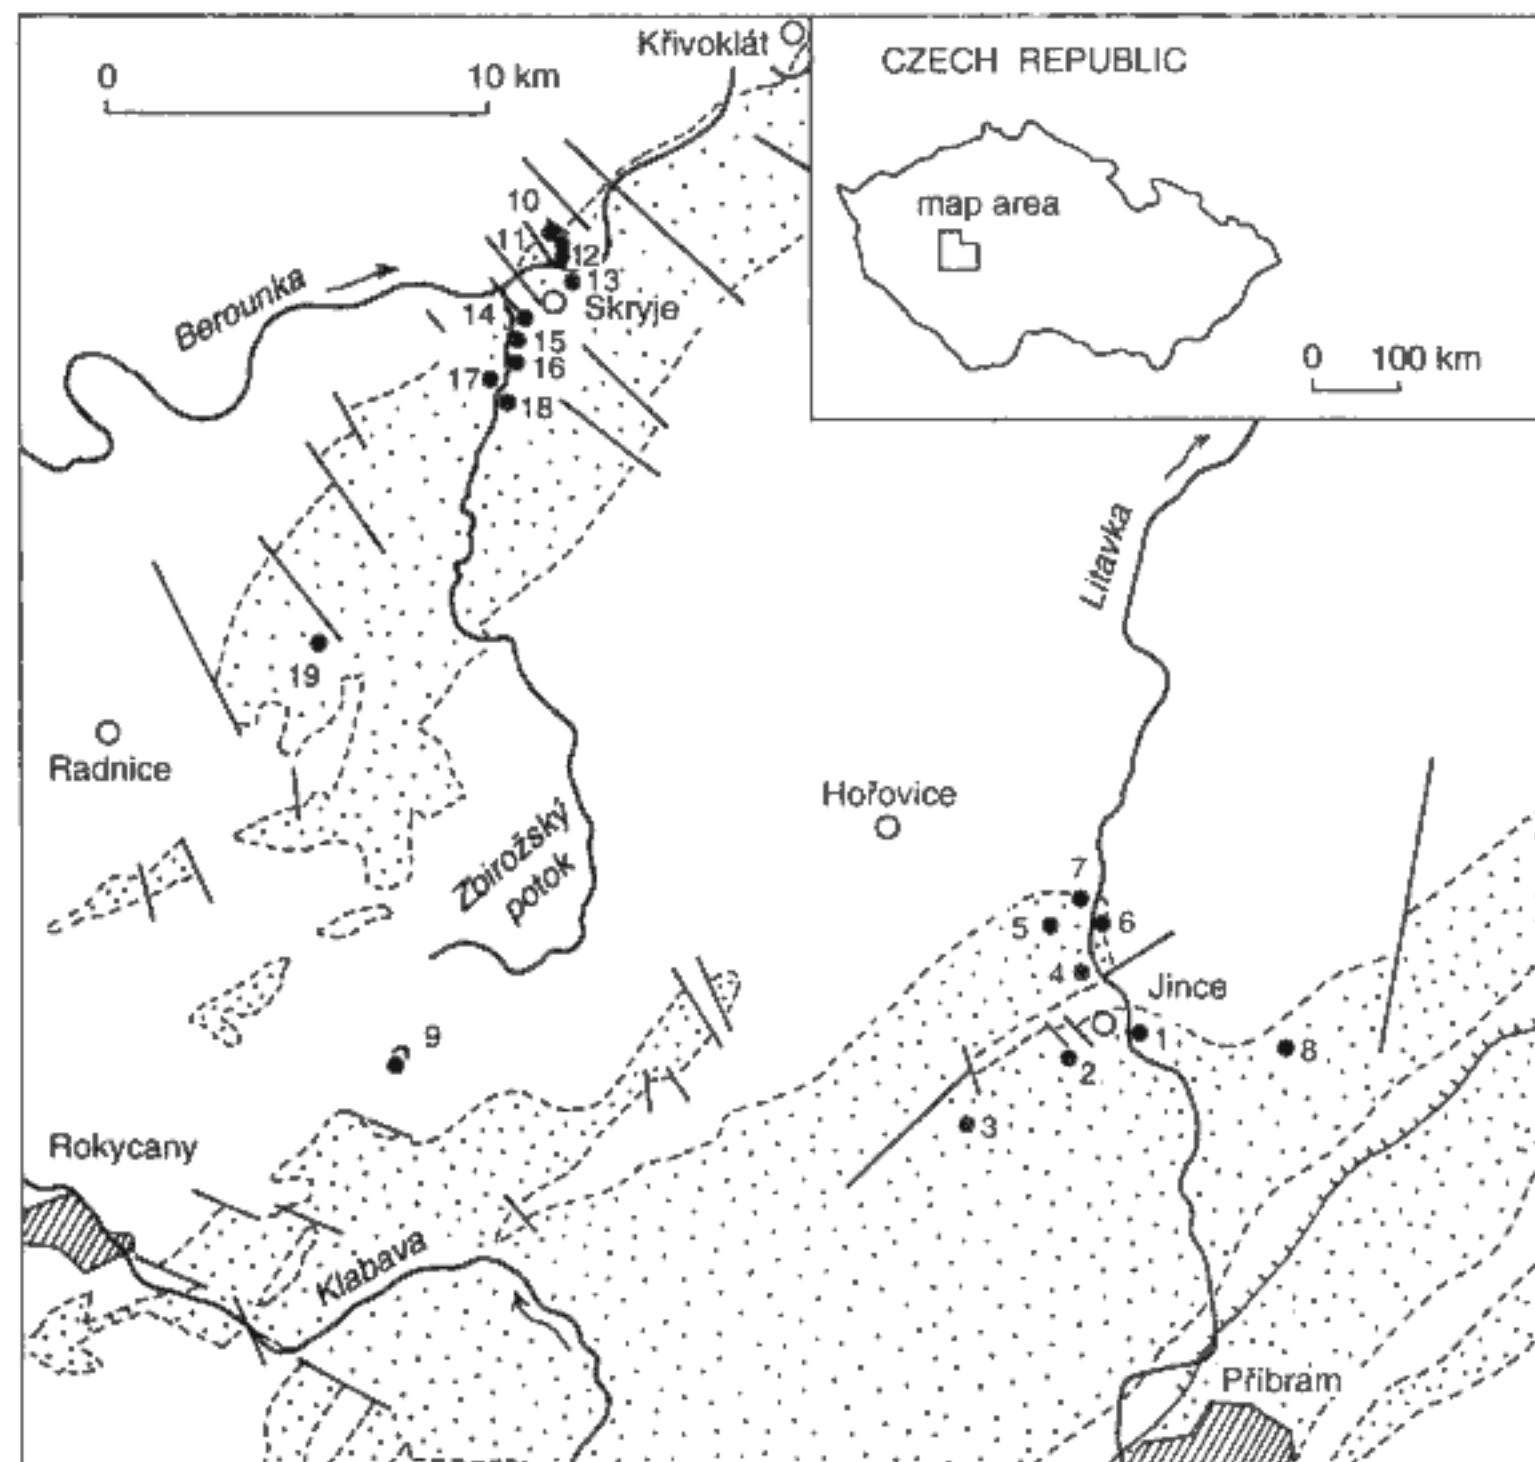 Křivoklát
CZECH REPUBLIC
0 10 km
map area
10
11
12
13
Skryje
Berounka
14
15
16
17
18
0 100 km
Litavka
19
Radnice
Hořovice
Zbirožský
potok
7
5
6
4
Jince
9
1
8
2
3
Rokycany
Klabava
Příbram